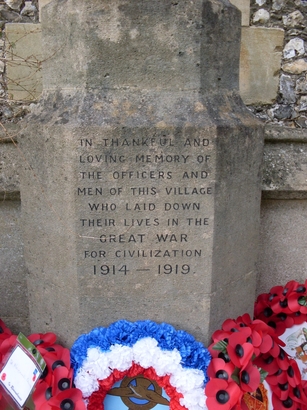 IN THANKFUL AND
LOVING MEMORY OF
THE OFFICERS AND
MEN OF THIS VILLAGE
WHO LAID DOWN
THEIR LIVES IN THE
GREAT WAR
FOR CIVILIZATION
1914 — 1919.